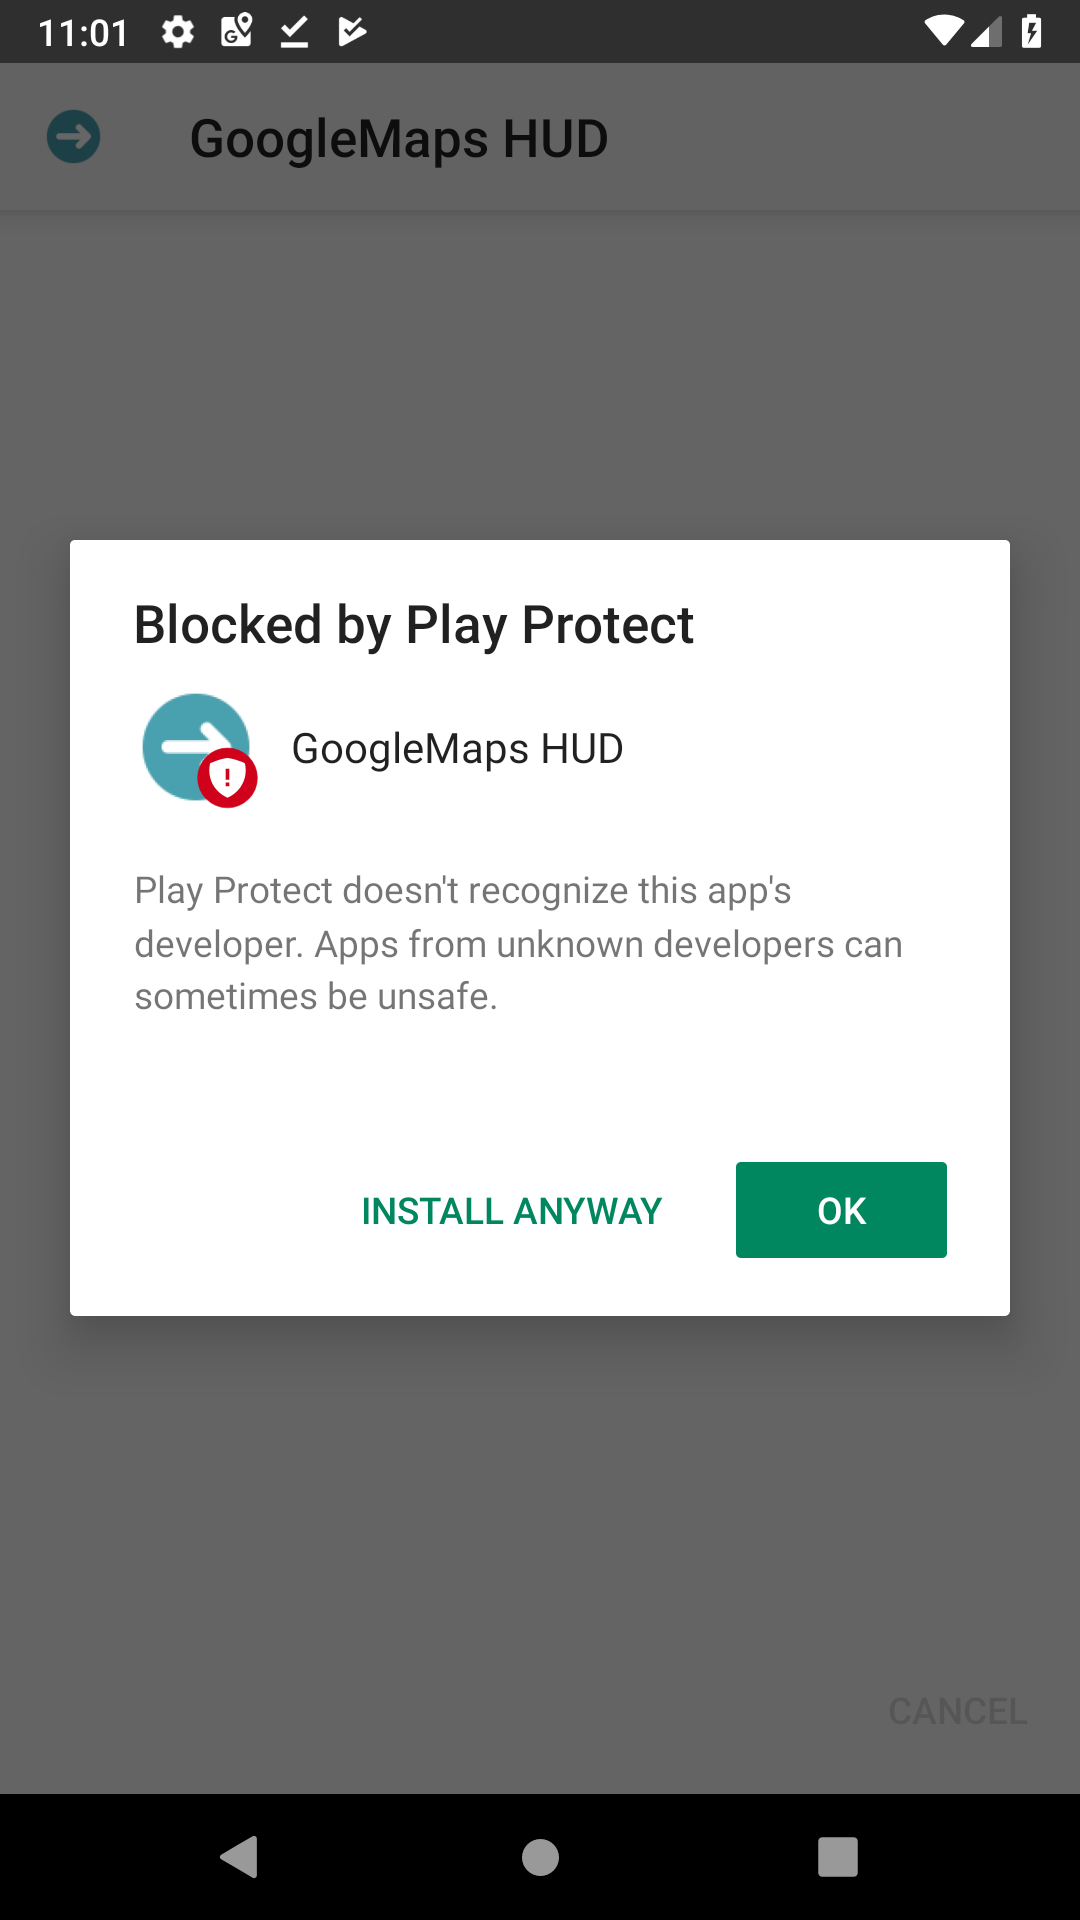 11:01
GoogleMaps HUD
Blocked by Play Protect
GoogleMaps HUD
Play Protect doesn't recognize this app's
developer. Apps from unknown developers can
sometimes be unsafe.
INSTALL ANYWAY
OK
CANCEL